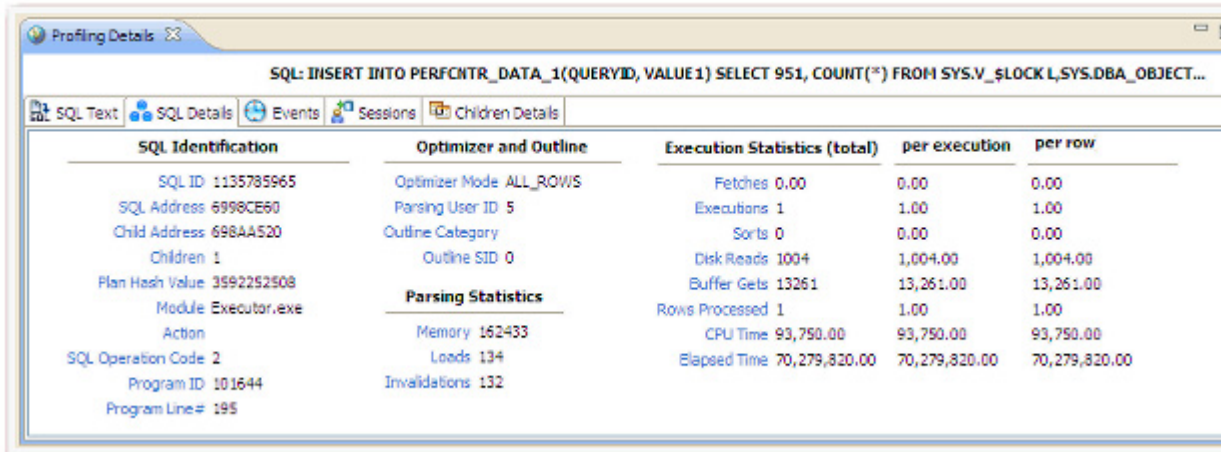 Profiling Details
SQL: INSERT INTO PERFCNTR_DATA_1(QUERYID, VALUE1) SELECT 951, COUNT(*) FROM SYS.V_$LOCK L,SYS.DBA_OBJECT...
SQL Text SQL Details Events Sessions Children Details
SQL Identification Optimizer and Outline Execution Statistics (total) per execution per row
SQL ID 1135785965 Optimizer Mode ALL_ROWS Fetches 0.00 0.00 0.00
SQL Address 6998CE60 Parsing User ID 5 Executions 1 1.00 1.00
Child Address 698AA520 Outline Category Sorts 0 0.00 0.00
Children 1 Outline SID 0 Disk Reads 1004 1,004.00 1,004.00
Plan Hash Value 3592252508 Buffer Gets 13261 13,261.00 13,261.00
Module Executor.exe Parsing Statistics Rows Processed 1 1.00 1.00
Action Memory 162433 CPU Time 93,750.00 93,750.00 93,750.00
SQL Operation Code 2 Loads 134 Elapsed Time 70,279,820.00 70,279,820.00 70,279,820.00
Program ID 101644 Invalidations 132
Program Line# 195